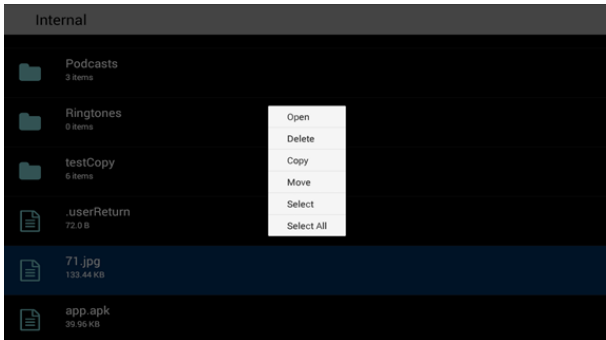 Internal
Podcasts
3 items
Ringtones
0 items
testCopy
6 items
.userReturn
72.0 B
71.jpg
133.44 KB
app.apk
39.96 KB
Open
Delete
Copy
Move
Select
Select All